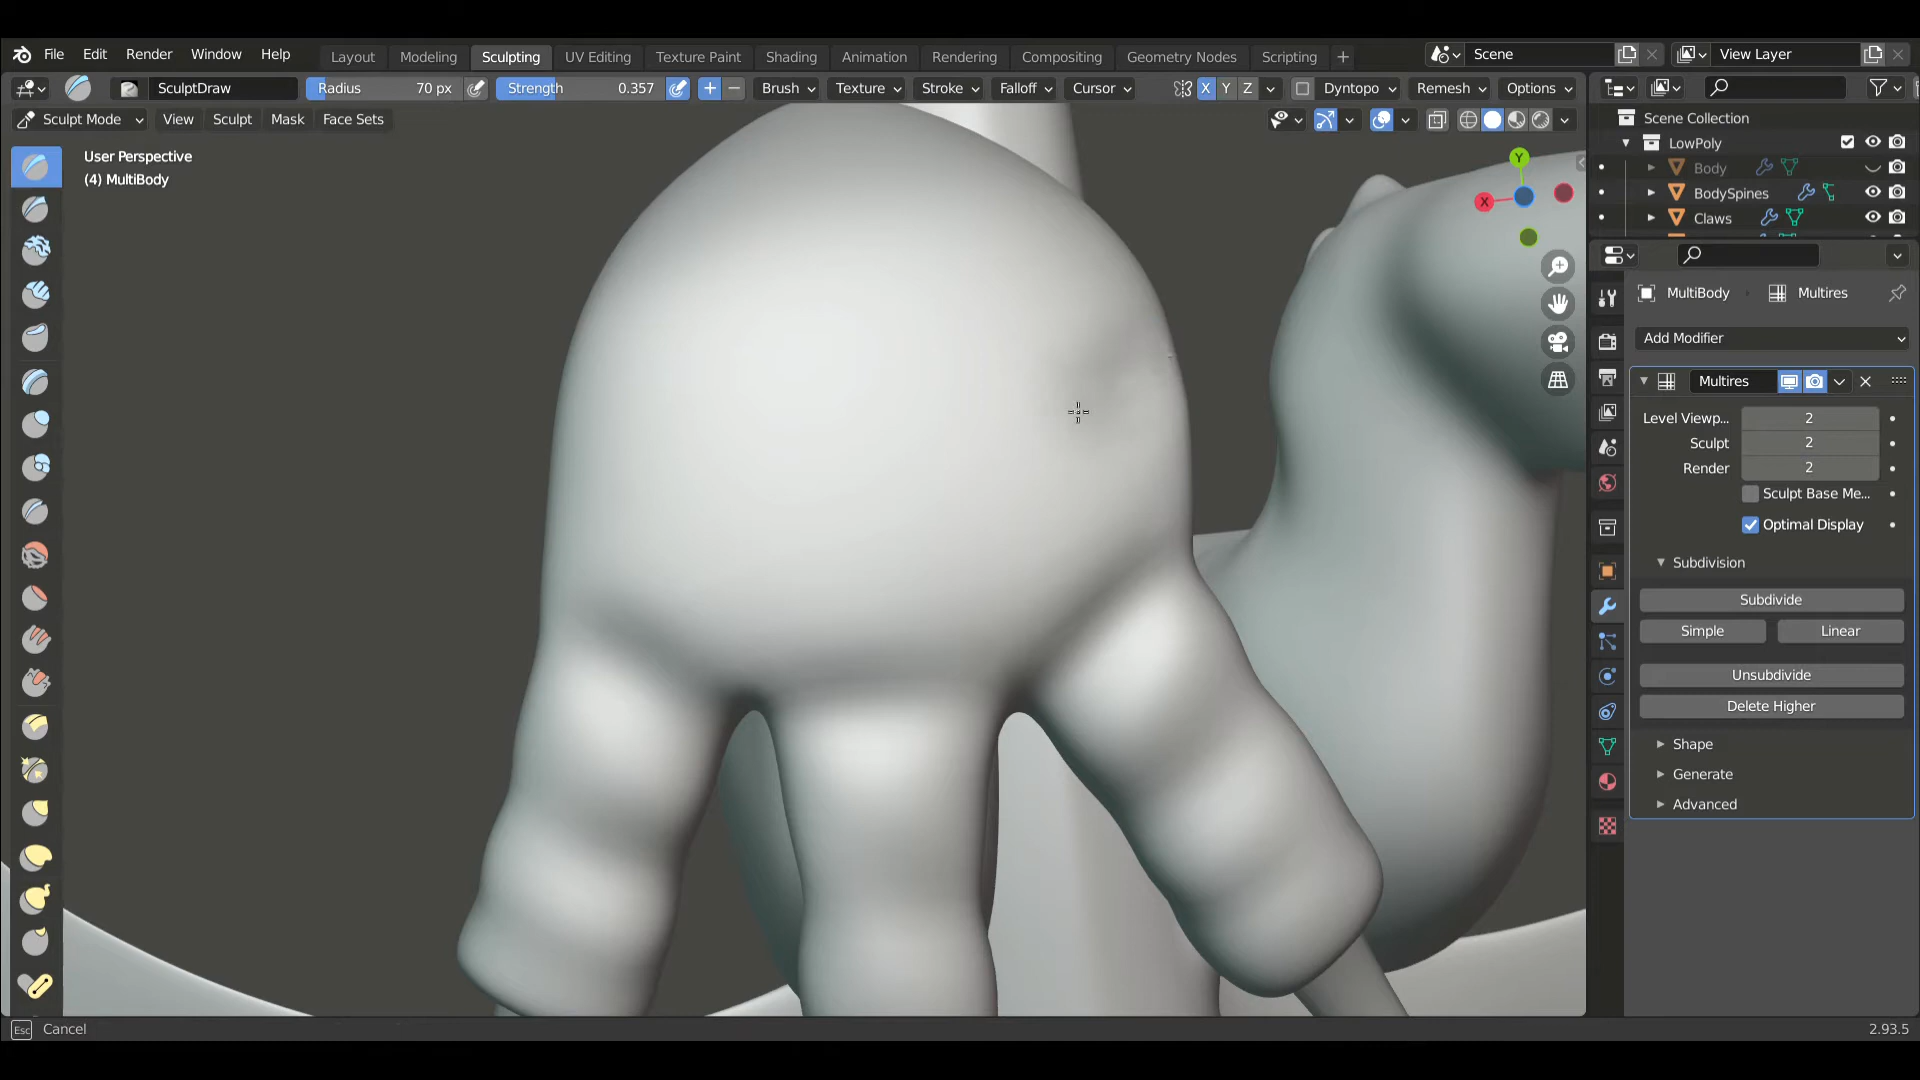 File Edit Render Window Help Layout Modeling Sculpting UV Editing Texture Paint Shading Animation Rendering Compositing Geometry Nodes Scripting + Scene View Layer
SculptDraw Radius 70 px Strength 0.357 + − Brush Texture Stroke Falloff Cursor X Y Z Dyntopo Remesh Options
Sculpt Mode View Sculpt Mask Face Sets
Scene Collection
LowPoly
Body
BodySpines
Claws
User Perspective
(4) MultiBody
Y
X
MultiBody Multires
Add Modifier
Multires
Level Viewp... 2
Sculpt 2
Render 2
Sculpt Base Me...
Optimal Display
Subdivision
Subdivide
Simple Linear
Unsubdivide
Delete Higher
Shape
Generate
Advanced
Esc Cancel 2.93.5